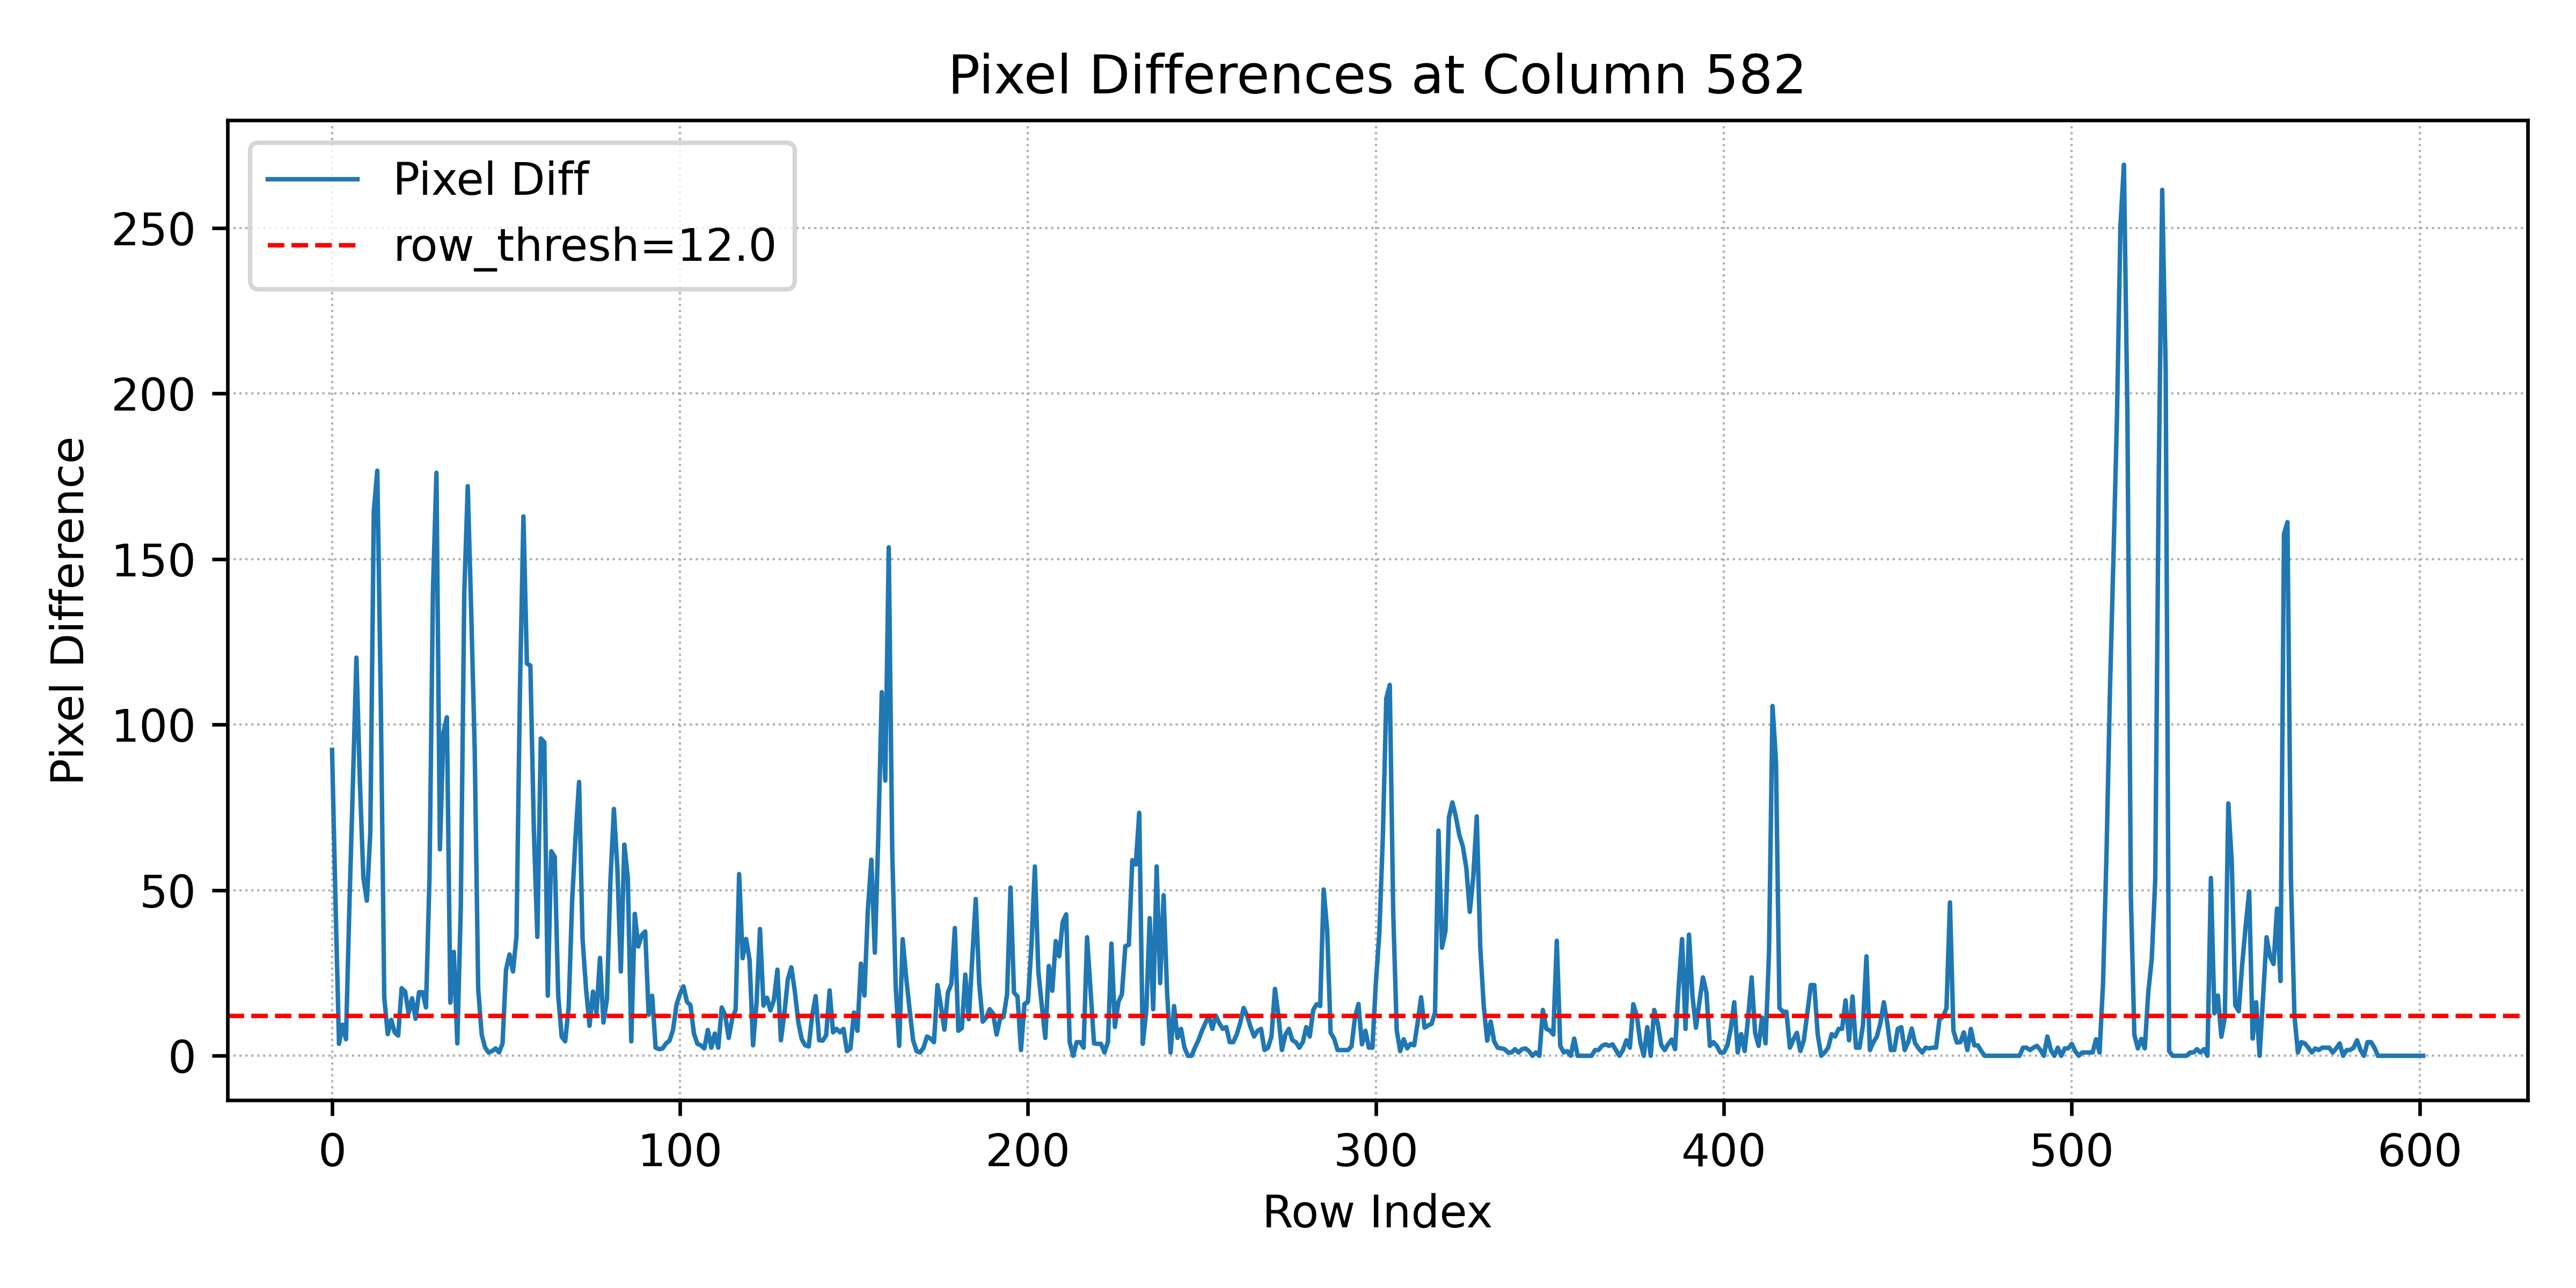 Pixel Differences at Column 582
Pixel Diff
row_thresh=12.0
Pixel Difference
250
200
150
100
50
0
0 100 200 300 400 500 600
Row Index